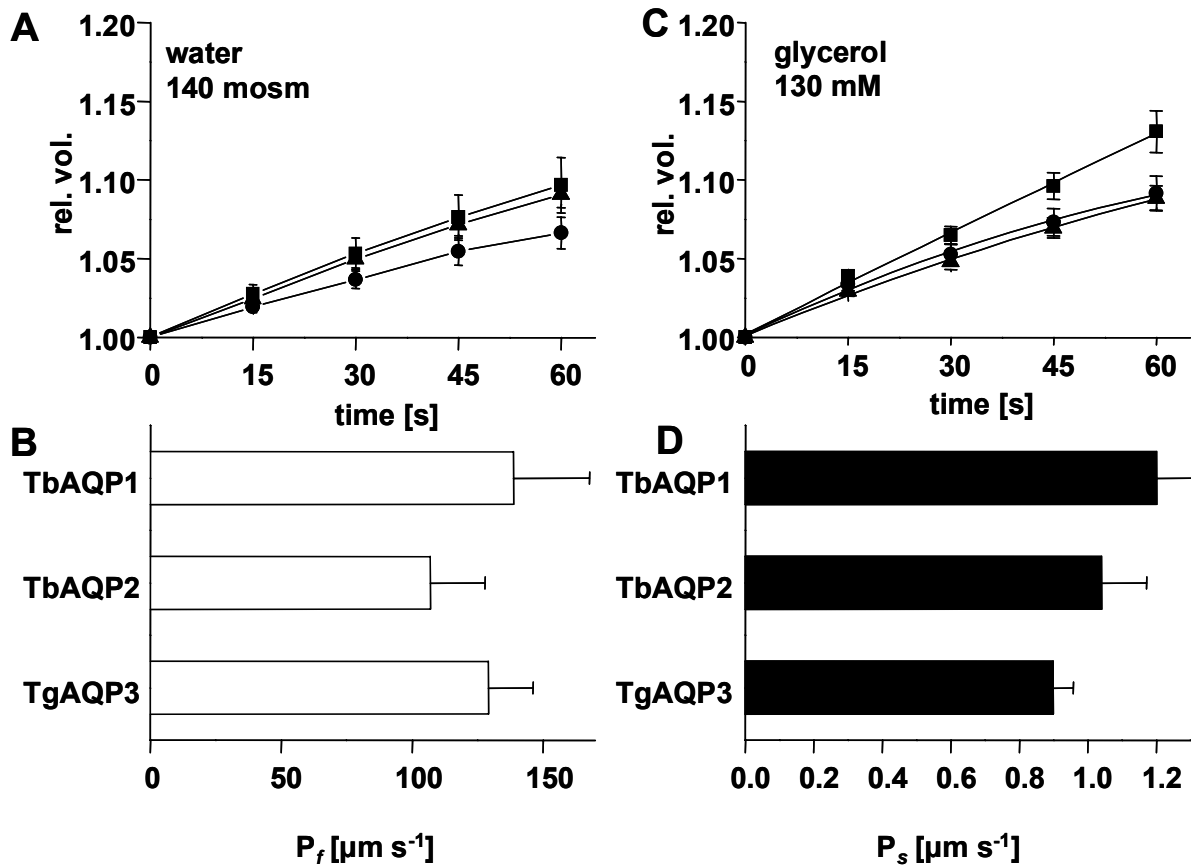 A
water
140 mosm
rel. vol.
1.20
1.15
1.10
1.05
1.00
0 15 30 45 60
time [s]
C
glycerol
130 mM
rel. vol.
1.20
1.15
1.10
1.05
1.00
0 15 30 45 60
time [s]
B
TbAQP1
TbAQP2
TgAQP3
0 50 100 150
Pf [µm s-1]
D
TbAQP1
TbAQP2
TgAQP3
0.0 0.2 0.4 0.6 0.8 1.0 1.2
Ps [µm s-1]